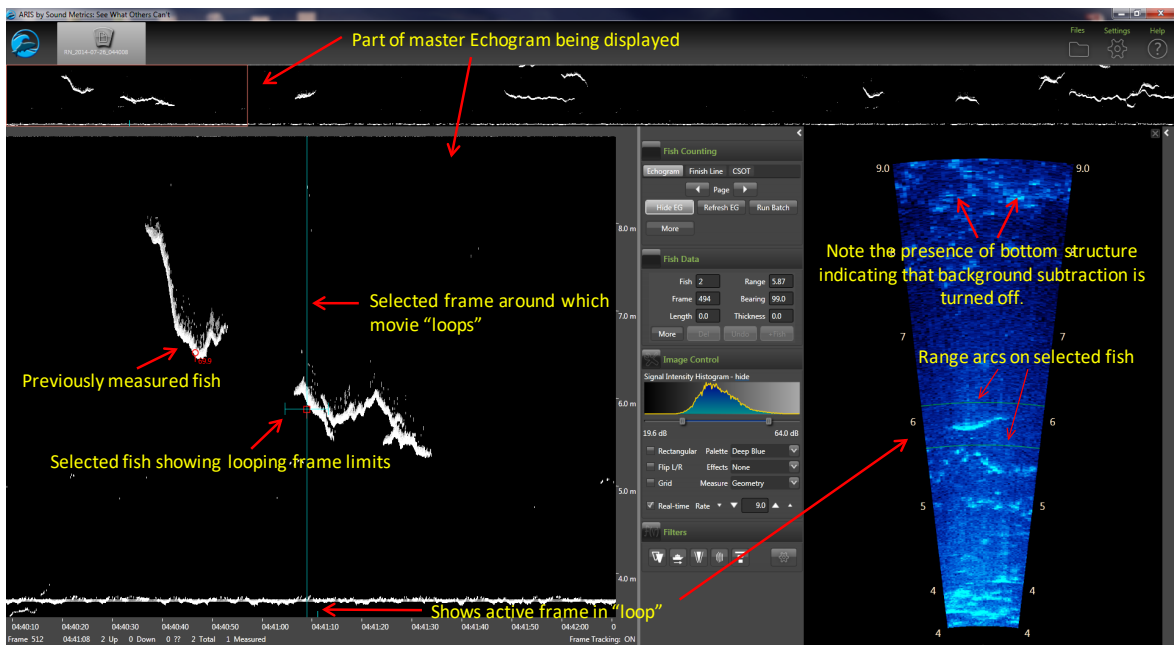 ARIS by Sound Metrics: See What Others Can't
Files Settings Help
Part of master Echogram being displayed
Fish Counting
Echogram Finish Line CSOT
Page
Hide EG Refresh EG Run Batch
More
Fish Data
Fish 2 Range 5.87
Frame 494 Bearing 99.0
Length 0.0 Thickness 0.0
More Undo
Image Control
Signal Intensity Histogram - hide
19.6 dB 64.0 dB
Rectangular Palette Deep Blue
Flip L/R Effects None
Grid Measure Geometry
Real-time Rate 9.0
Filters
8.0 m
7.0 m
6.0 m
5.0 m
4.0 m
Selected frame around which
movie “loops”
Previously measured fish
Selected fish showing looping frame limits
Shows active frame in “loop”
9.0 9.0
Note the presence of bottom structure
indicating that background subtraction is
turned off.
7 7
Range arcs on selected fish
6 6
5 5
4 4
04:40:10 04:40:20 04:40:30 04:40:40 04:40:50 04:41:00 04:41:10 04:41:20 04:41:30 04:41:40 04:41:50 04:42:00 0
Frame 512 04:41:08 2 Up 0 Down 0 ?? 2 Total 1 Measured Frame Tracking: ON